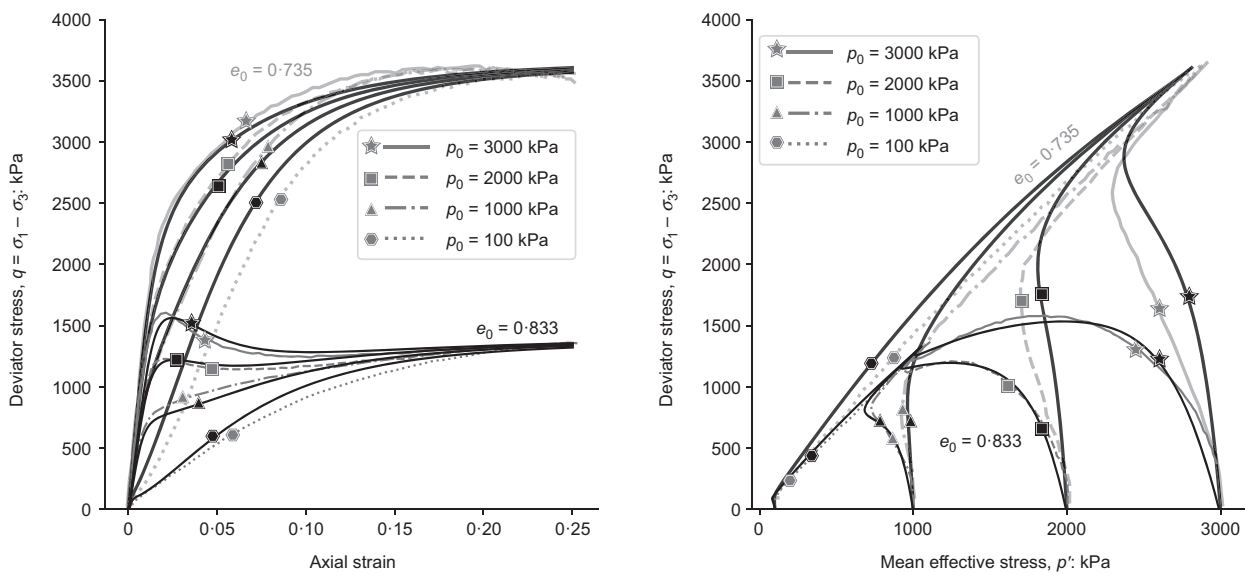 4000
3500
3000
2500
2000
1500
1000
500
0
Deviator stress, q = σ1 – σ3: kPa
e0 = 0·735
p0 = 3000 kPa
p0 = 2000 kPa
p0 = 1000 kPa
p0 = 100 kPa
e0 = 0·833
0 0·05 0·10 0·15 0·20 0·25
Axial strain
4000
3500
3000
2500
2000
1500
1000
500
0
Deviator stress, q = σ1 – σ3: kPa
p0 = 3000 kPa
p0 = 2000 kPa
p0 = 1000 kPa
p0 = 100 kPa
e0 = 0·735
e0 = 0·833
0 1000 2000 3000
Mean effective stress, p′: kPa